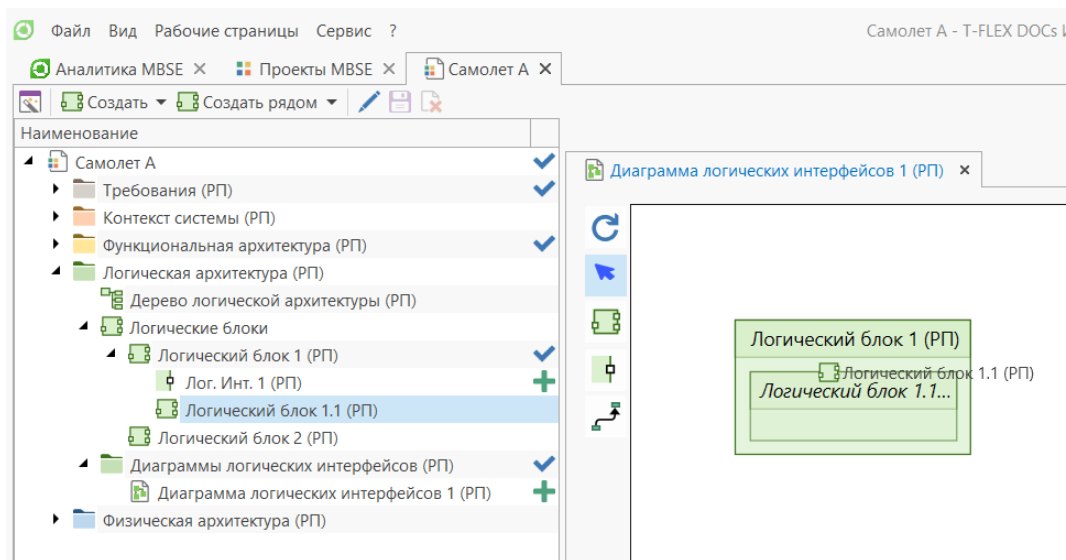 Файл Вид Рабочие страницы Сервис ?
Самолет А - T-FLEX DOCs
Аналитика MBSE
Проекты MBSE
Самолет А
Создать
Создать рядом
Наименование
Самолет А
Требования (РП)
Контекст системы (РП)
Функциональная архитектура (РП)
Логическая архитектура (РП)
Дерево логической архитектуры (РП)
Логические блоки
Логический блок 1 (РП)
Лог. Инт. 1 (РП)
Логический блок 1.1 (РП)
Логический блок 2 (РП)
Диаграммы логических интерфейсов (РП)
Диаграмма логических интерфейсов 1 (РП)
Физическая архитектура (РП)
Диаграмма логических интерфейсов 1 (РП)
Логический блок 1 (РП)
Логический блок 1.1 (РП)
Логический блок 1.1...